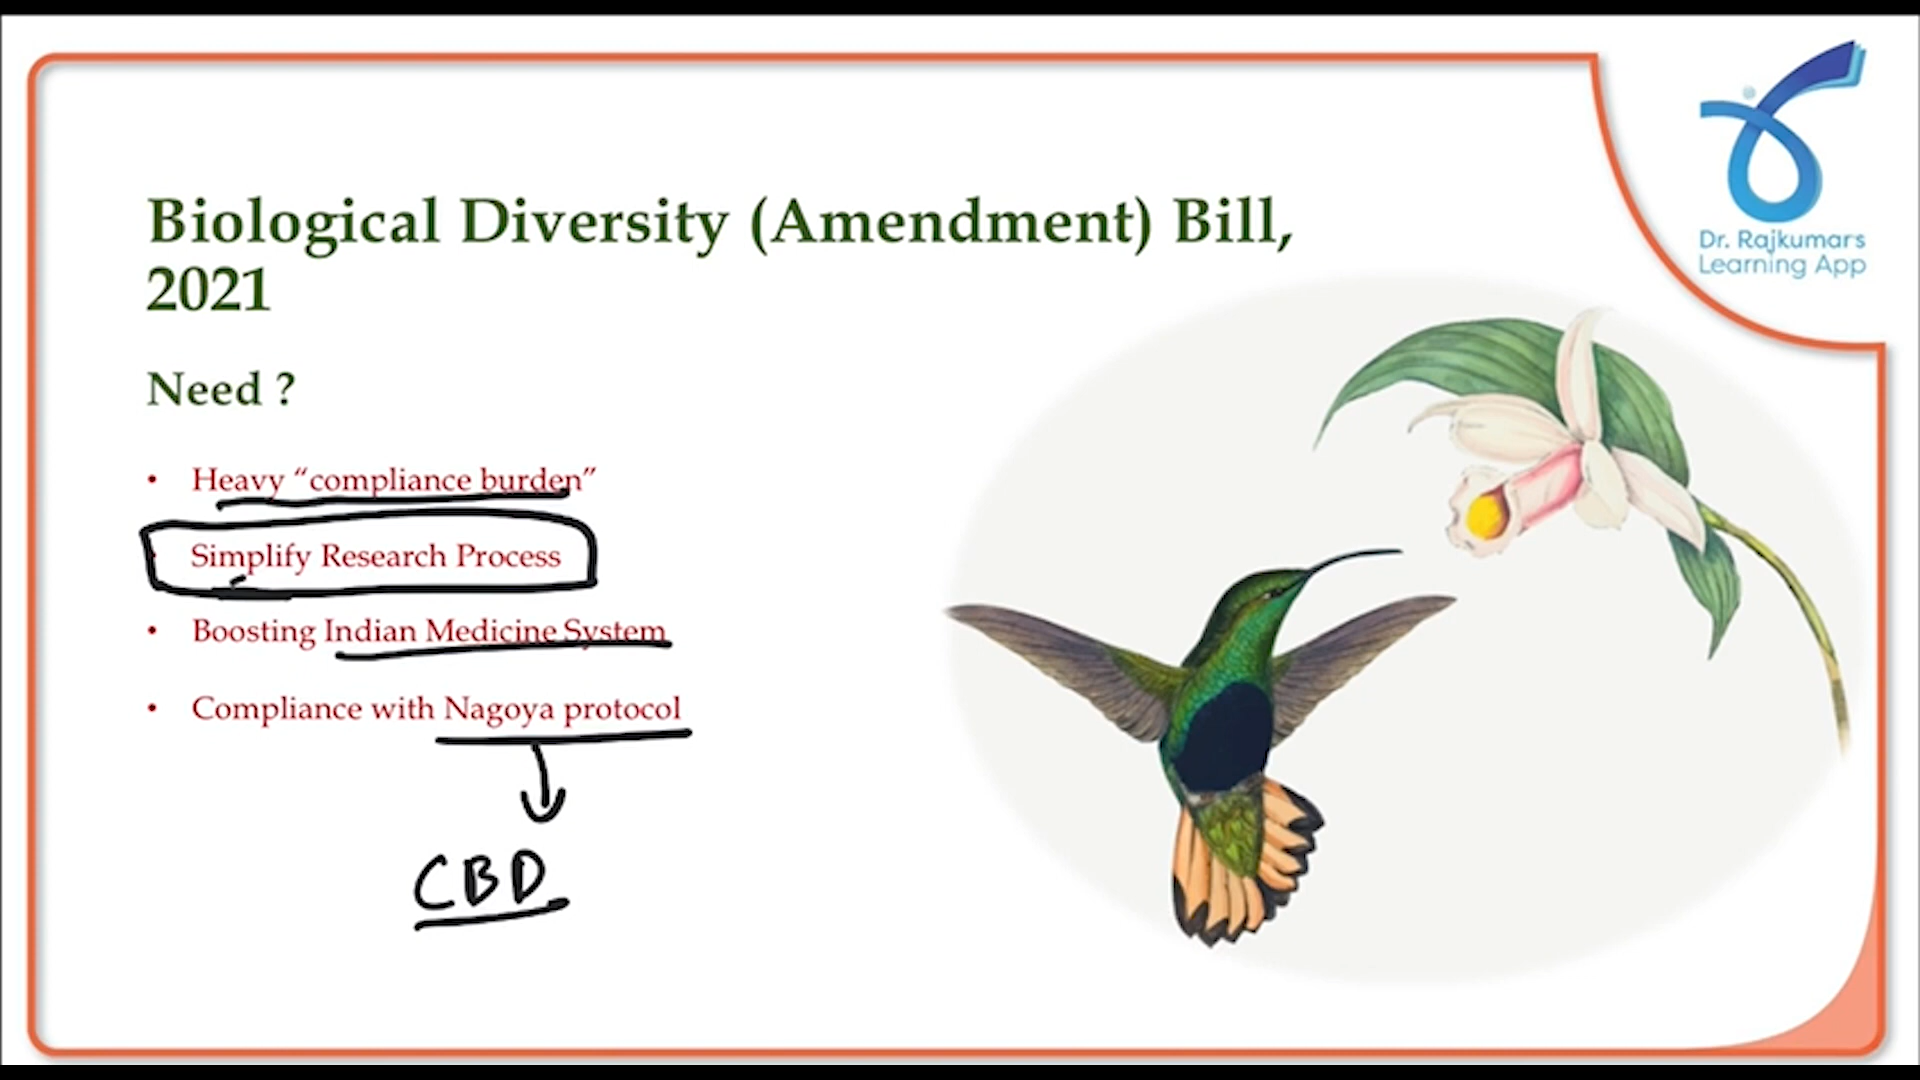 Biological Diversity (Amendment) Bill,
2021
Need ?
• Heavy “compliance burden”
• Simplify Research Process
• Boosting Indian Medicine System
• Compliance with Nagoya protocol
CBD
Dr. Rajkumar's
Learning App